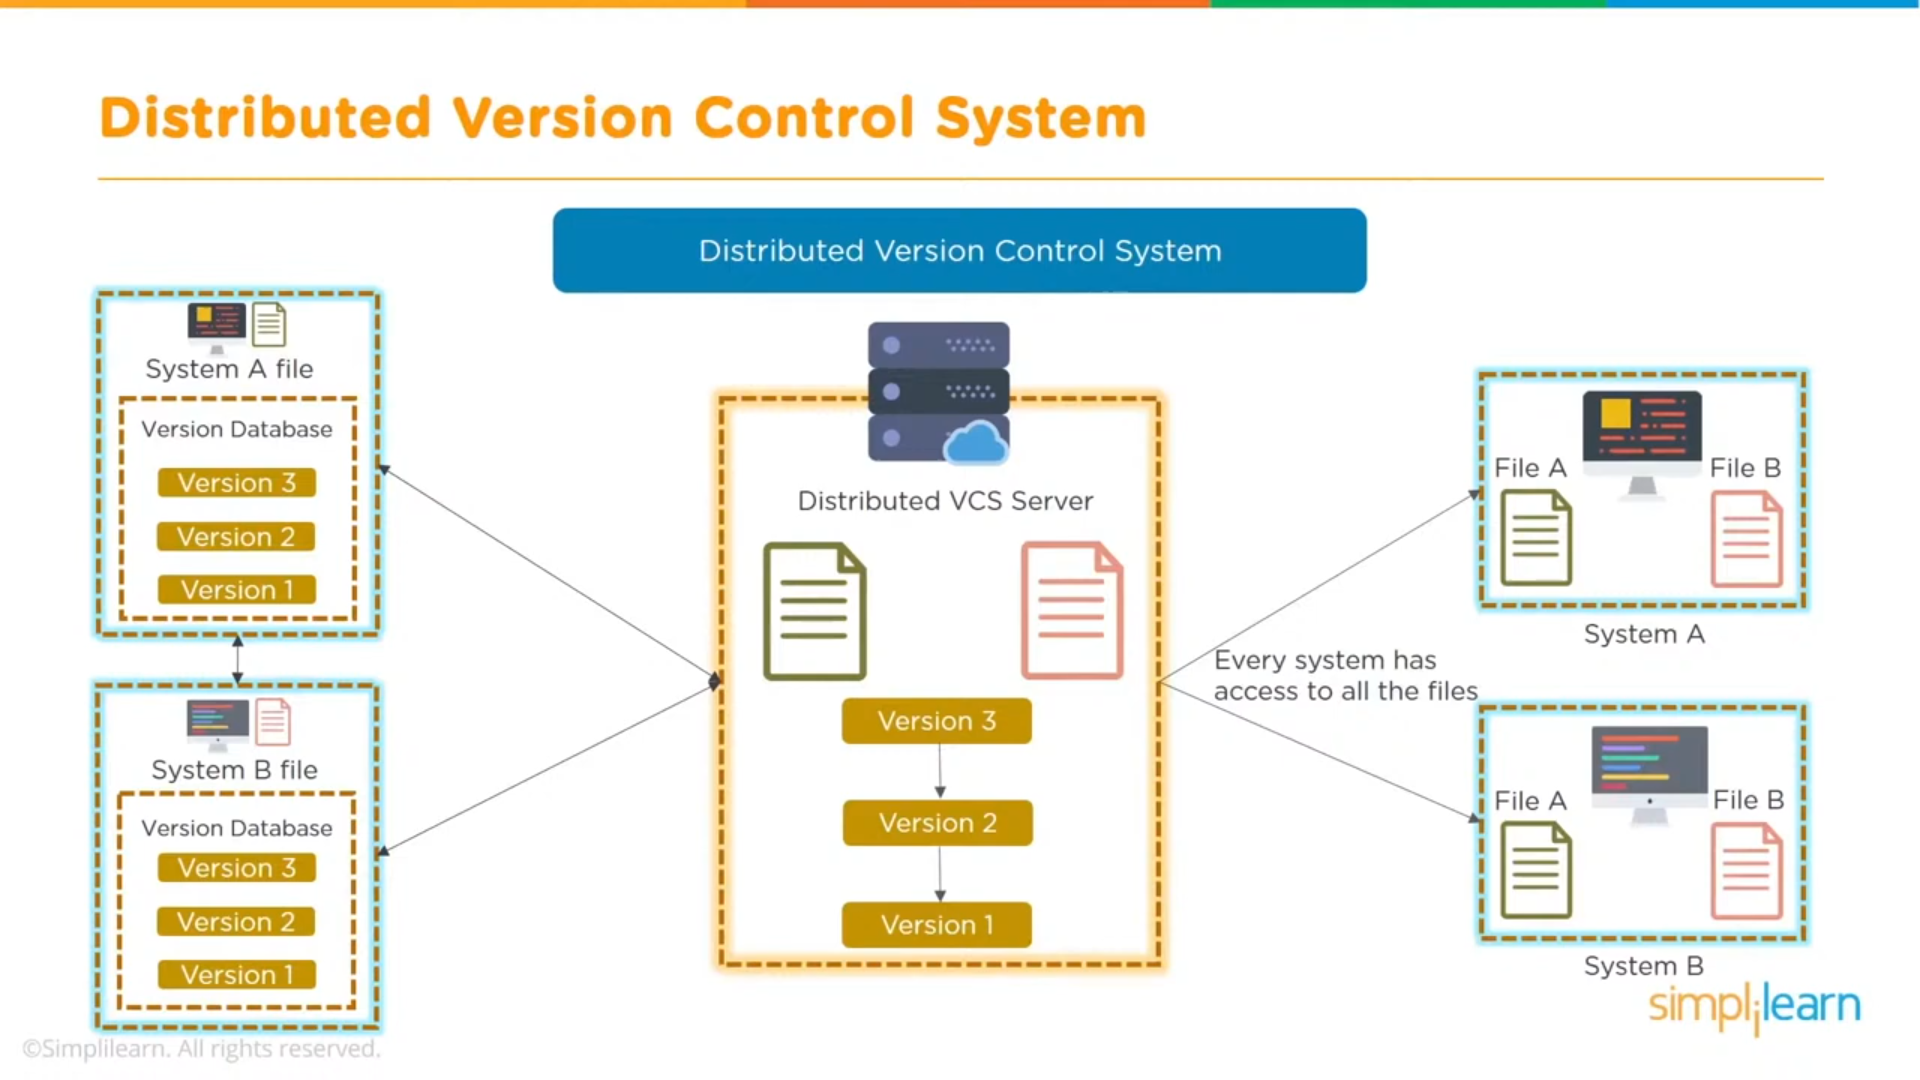 Distributed Version Control System
Distributed Version Control System
System A file
Version Database
Version 3
Version 2
Version 1
System B file
Version Database
Version 3
Version 2
Version 1
Distributed VCS Server
Version 3
Version 2
Version 1
Every system has
access to all the files
File A
File B
System A
File A
File B
System B
simplilearn
©Simplilearn. All rights reserved.